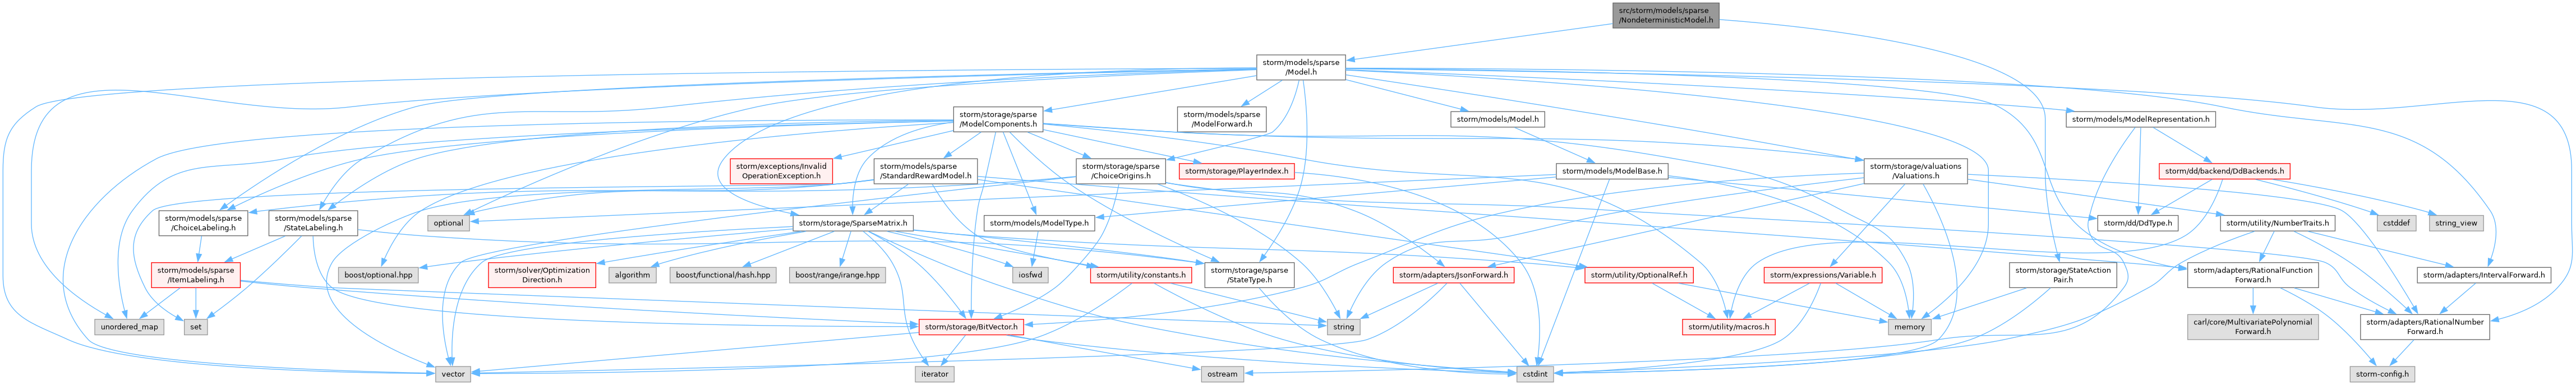 src/storm/models/sparse
/NondeterministicModel.h
storm/models/sparse
/Model.h
storm/storage/sparse
/ModelComponents.h
storm/models/sparse
/ModelForward.h
storm/models/Model.h
storm/models/ModelRepresentation.h
storm/exceptions/Invalid
OperationException.h
storm/models/sparse
/StandardRewardModel.h
storm/storage/PlayerIndex.h
storm/storage/sparse
/ChoiceOrigins.h
storm/models/ModelBase.h
storm/storage/valuations
/Valuations.h
storm/dd/backend/DdBackends.h
storm/models/sparse
/ChoiceLabeling.h
storm/models/sparse
/StateLabeling.h
optional
storm/storage/SparseMatrix.h
storm/models/ModelType.h
storm/dd/DdType.h
storm/utility/NumberTraits.h
cstddef
string_view
storm/models/sparse
/ItemLabeling.h
boost/optional.hpp
storm/solver/Optimization
Direction.h
algorithm
boost/functional/hash.hpp
boost/range/irange.hpp
iosfwd
storm/utility/constants.h
storm/storage/sparse
/StateType.h
storm/adapters/JsonForward.h
storm/utility/OptionalRef.h
storm/expressions/Variable.h
storm/storage/StateAction
Pair.h
storm/adapters/RationalFunction
Forward.h
storm/adapters/IntervalForward.h
unordered_map
set
storm/storage/BitVector.h
string
storm/utility/macros.h
memory
carl/core/MultivariatePolynomial
Forward.h
storm/adapters/RationalNumber
Forward.h
vector
iterator
ostream
cstdint
storm-config.h